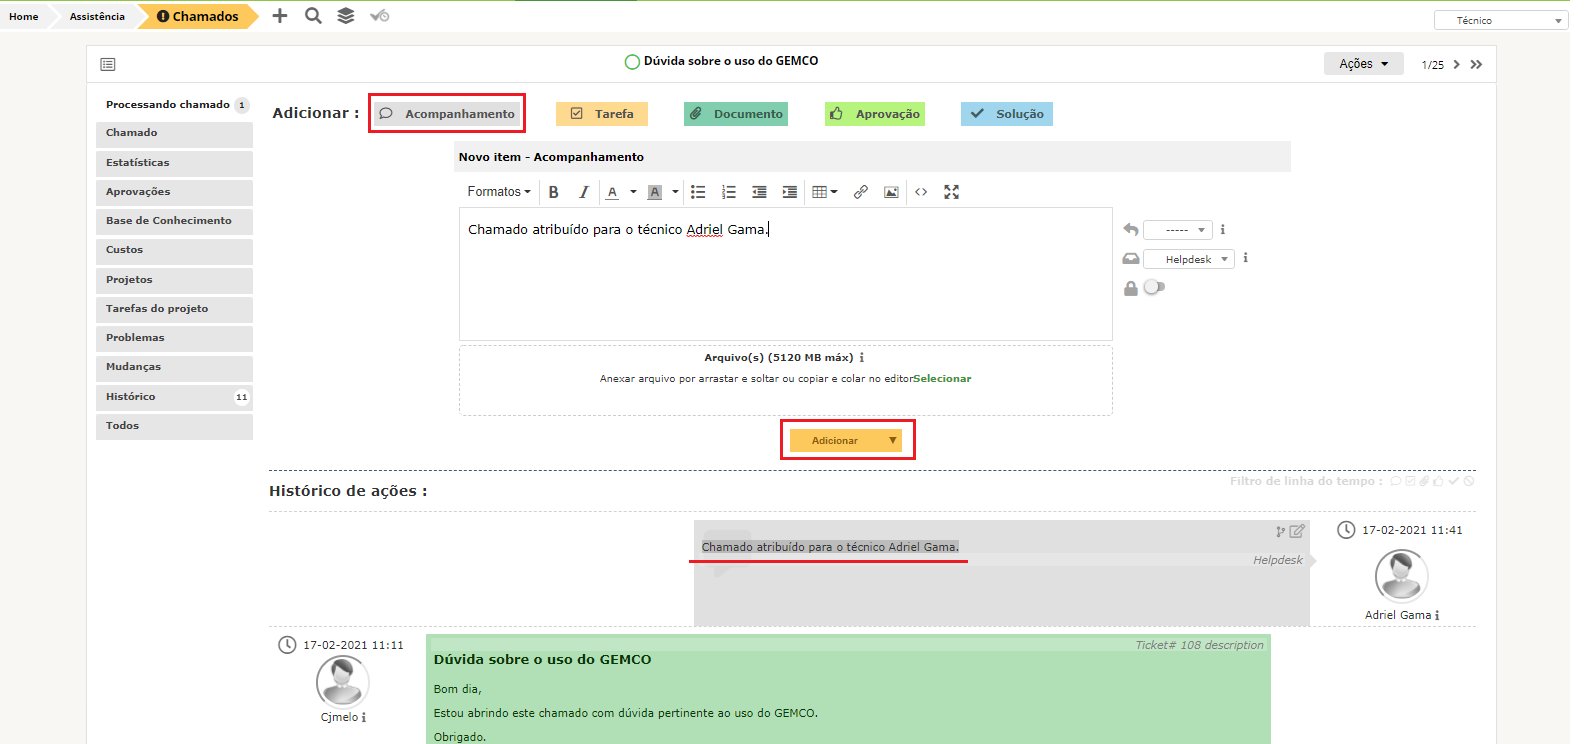 Home Assistência Chamados
Técnico
Dúvida sobre o uso do GEMCO
Ações
1/25
Processando chamado 1
Chamado
Estatísticas
Aprovações
Base de Conhecimento
Custos
Projetos
Tarefas do projeto
Problemas
Mudanças
Histórico 11
Todos
Adicionar : Acompanhamento Tarefa Documento Aprovação Solução
Novo item - Acompanhamento
Formatos B I A A
Chamado atribuído para o técnico Adriel Gama.
-----
Helpdesk
Arquivo(s) (5120 MB máx)
Anexar arquivo por arrastar e soltar ou copiar e colar no editorSelecionar
Adicionar
Histórico de ações :
Filtro de linha do tempo :
Chamado atribuído para o técnico Adriel Gama.
Helpdesk
17-02-2021 11:41
Adriel Gama
17-02-2021 11:11
Cjmelo
Ticket# 108 description
Dúvida sobre o uso do GEMCO
Bom dia,
Estou abrindo este chamado com dúvida pertinente ao uso do GEMCO.
Obrigado.